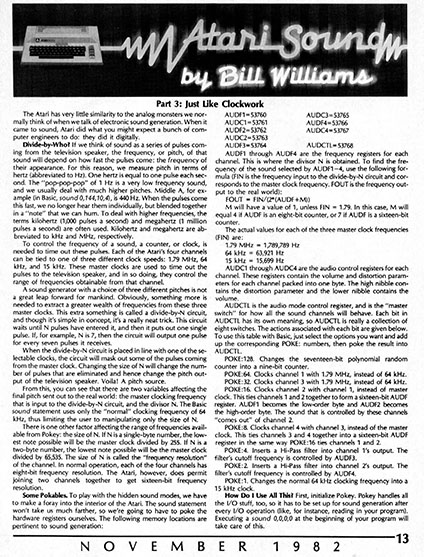 Atari Sound
by Bill Williams
Part 3: Just Like Clockwork
The Atari has very little similarity to the analog monsters we nor-
mally think of when we talk of electronic sound generation. When it
came to sound, Atari did what you might expect a bunch of com-
puter engineers to do: they did it digitally.
Divide-by-Who? If we think of sound as a series of pulses com-
ing from the television speaker, the frequency, or pitch, of that
sound will depend on how fast the pulses come: the frequency of
their appearance. For this reason, we measure pitch in terms of
hertz (abbreviated to Hz). One hertz is equal to one pulse each sec-
ond. The "pop-pop-pop" of 1 Hz is a very low frequency sound,
and we usually deal with much higher pitches. Middle A, for ex-
ample (in Basic, sound 0,144,10,4), is 440 Hz. When the pulses come
this fast, we no longer hear them individually, but blended together
in a "note" that we can hum. To deal with higher frequencies, the
terms kilohertz (1,000 pulses a second) and megahertz (1 million
pulses a second) are often used. Kilohertz and megahertz are ab-
breviated to kHz and MHz, respectively.
To control the frequency of a sound, a counter, or clock, is
needed to time out these pulses. Each of the Atari's four channels
can be tied to one of three different clock speeds: 1.79 MHz, 64
kHz, and 15 kHz. These master clocks are used to time out the
pulses to the television speaker, and in so doing, they control the
range of frequencies obtainable from that channel.
A sound generator with a choice of three different pitches is not
a great leap forward for mankind. Obviously, something more is
needed to extract a greater wealth of frequencies from these three
master clocks. This extra something is called a divide-by-N circuit,
and though it's simple in concept, it's a really neat trick. This circuit
waits until N pulses have entered it, and then it puts out one single
pulse. If, for example, N is 7, then the circuit will output one pulse
for every seven pulses it receives.
When the divide-by-N circuit is placed in line with one of the se-
lectable clocks, the circuit will mask out some of the pulses coming
from the master clock. Changing the size of N will change the num-
ber of pulses that are eliminated and hence change the pitch out-
put of the television speaker. Voila! A pitch source.
From this, you can see that there are two variables affecting the
final pitch sent out to the real world: the master clocking frequency
that is input to the divide-by-N circuit, and the divisor N. The Basic
sound statement uses only the "normal" clocking frequency of 64
kHz, thus limiting the user to manipulating only the size of N.
There is one other factor affecting the range of frequencies avail-
able from Pokey: the size of N. If N is a single-byte number, the low-
est note possible will be the master clock divided by 255. If N is a
two-byte number, the lowest note possible will be the master clock
divided by 65,535. The size of N is called the "frequency resolution"
of the channel. In normal operation, each of the four channels has
eight-bit frequency resolution. The Atari, however, does permit
joining two channels together to get sixteen-bit frequency
resolution.
Some Pokables. To play with the hidden sound modes, we have
to make a foray into the interior of the Atari. The sound statement
won't take us much farther, so we're going to have to poke the
hardware registers ourselves. The following memory locations are
pertinent to sound generation:
AUDF1=53760 AUDC3=53765
AUDC1=53761 AUDF4=53766
AUDF2=53762 AUDC4=53767
AUDC2=53763
AUDF3=53764 AUDCTL=53768
AUDF1 through AUDF4 are the frequency registers for each
channel. This is where the divisor N is obtained. To find the fre-
quency of the sound selected by AUDF1-4, use the following for-
mula (FIN is the frequency input to the divide-by-N circuit and cor-
responds to the master clock frequency. FOUT is the frequency out-
put to the real world):
FOUT = FIN/(2*(AUDF+M))
M will have a value of 1, unless FIN = 1.79. In this case, M will
equal 4 if AUDF is an eight-bit counter, or 7 if AUDF is a sixteen-bit
counter.
The actual values for each of the three master clock frequencies
(FIN) are:
1.79 MHz = 1,789,789 Hz
64 kHz = 63,921 Hz
15 kHz = 15,699 Hz
AUDC1 through AUDC4 are the audio control registers for each
channel. These registers contain the volume and distortion param-
eters for each channel packed into one byte. The high nibble con-
tains the distortion parameter and the lower nibble contains the
volume.
AUDCTL is the audio mode control register, and is the "master
switch" for how all the sound channels will behave. Each bit in
AUDCTL has its own meaning, so AUDCTL is really a collection of
eight switches. The actions associated with each bit are given below.
To use this table with Basic, just select the options you want and add
up the corresponding POKE: numbers, then poke the result into
AUDCTL.
POKE:128. Changes the seventeen-bit polynomial random
counter into a nine-bit counter.
POKE:64. Clocks channel 1 with 1.79 MHz, instead of 64 kHz.
POKE:32. Clocks channel 3 with 1.79 MHz, instead of 64 kHz.
POKE:16. Clocks channel 2 with channel 1, instead of master
clock. This ties channels 1 and 2 together to form a sixteen-bit AUDF
register. AUDF1 becomes the low-order byte and AUDF2 becomes
the high-order byte. The sound that is controlled by these channels
"comes out" of channel 2.
POKE:8. Clocks channel 4 with channel 3, instead of the master
clock. This ties channels 3 and 4 together into a sixteen-bit AUDF
register in the same way POKE:16 ties channels 1 and 2.
POKE:4. Inserts a Hi-Pass filter into channel 1's output. The
filter's cutoff frequency is controlled by AUDF3.
POKE:2. Inserts a Hi-Pass filter into channel 2's output. The
filter's cutoff frequency is controlled by AUDF4.
POKE:1. Changes the normal 64 kHz clocking frequency into a
15 kHz clock.
How Do I Use All This? First, initialize Pokey. Pokey handles all
the I/O stuff, too, so it has to be set up for sound generation after
every I/O operation (like, for instance, reading in your program).
Executing a sound 0,0,0,0 at the beginning of your program will
take care of this.
13
NOVEMBER 1982